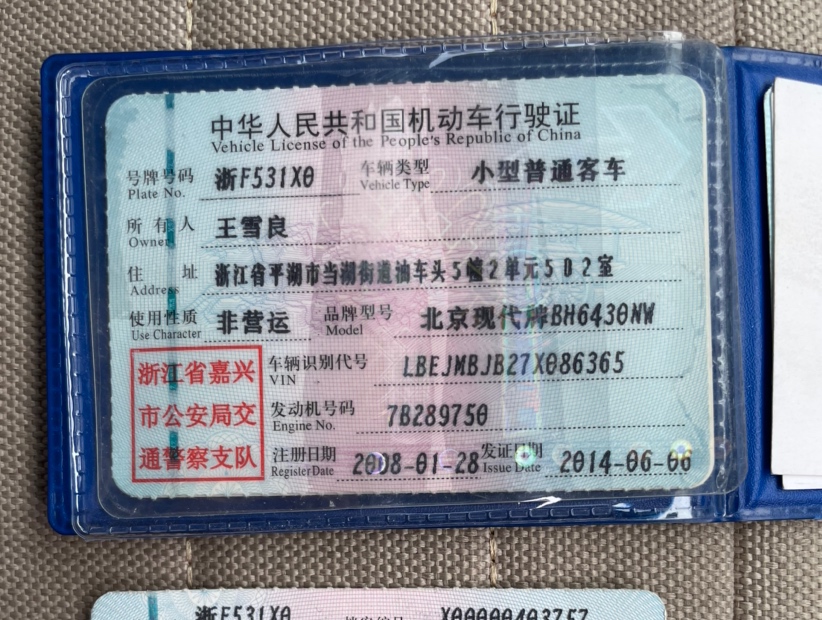 中华人民共和国机动车行驶证
Vehicle License of the People's Republic of China
号牌号码 Plate No. 浙F531X0 车辆类型 Vehicle Type 小型普通客车
所有人 Owner 王雪良
住址 Address 浙江省平湖市当湖街道油车头5幢2单元502室
使用性质 Use Character 非营运 品牌型号 Model 北京现代牌BH6430NW
浙江省嘉兴
市公安局交
通警察支队
车辆识别代号 VIN LBEJMBJB27X086365
发动机号码 Engine No. 7B289750
注册日期 Register Date 2008-01-28 发证日期 Issue Date 2014-06-06
浙F531X0 档案编号